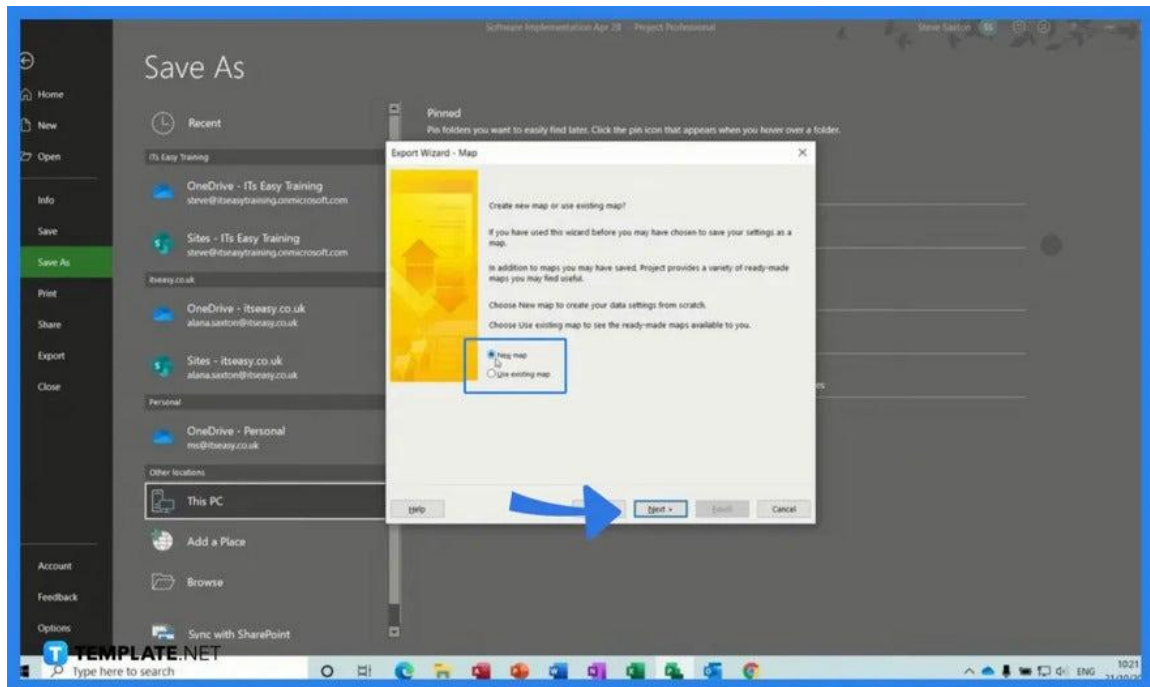 Software Implementation Apr 28 - Project Professional
Steve Saxton
SS
Save As
Home
New
Open
Info
Save
Save As
Print
Share
Export
Close
Account
Feedback
Options
Recent
ITs Easy Training
OneDrive - ITs Easy Training
steve@itseasytraining.onmicrosoft.com
Sites - ITs Easy Training
steve@itseasytraining.onmicrosoft.com
itseasy.co.uk
OneDrive - itseasy.co.uk
alana.saxton@itseasy.co.uk
Sites - itseasy.co.uk
alana.saxton@itseasy.co.uk
Personal
OneDrive - Personal
ms@itseasy.co.uk
Other locations
This PC
Add a Place
Browse
Sync with SharePoint
Pinned
Pin folders you want to easily find later. Click the pin icon that appears when you hover over a folder.
Export Wizard - Map
Create new map or use existing map?
If you have used this wizard before you may have chosen to save your settings as a
map.
In addition to maps you may have saved, Project provides a variety of ready-made
maps you may find useful.
Choose New map to create your data settings from scratch.
Choose Use existing map to see the ready-made maps available to you.
New map
Use existing map
Help
Next >
Finish
Cancel
T TEMPLATE.NET
Type here to search
ENG
10:21